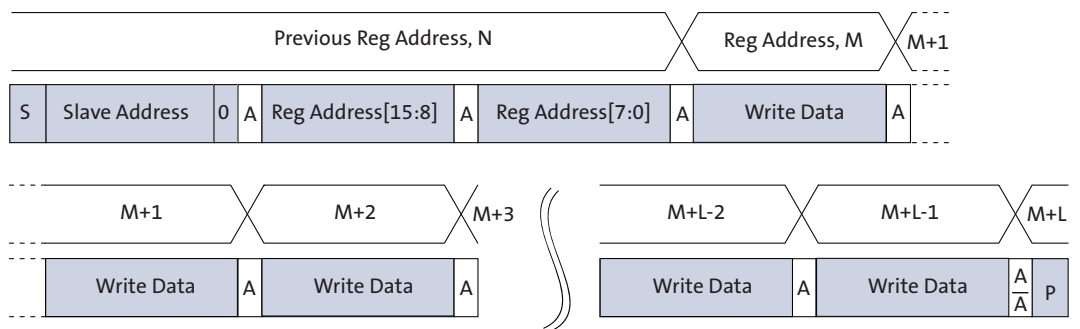 Previous Reg Address, N Reg Address, M M+1
S Slave Address 0 A Reg Address[15:8] A Reg Address[7:0] A Write Data A
M+1 M+2 M+3 M+L-2 M+L-1 M+L
Write Data A Write Data A Write Data A Write Data A/A̅ P